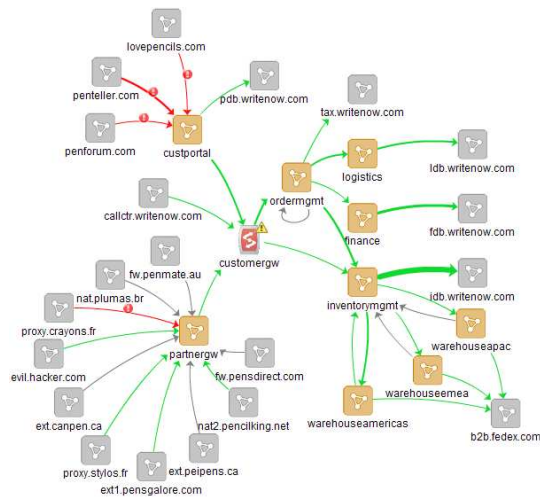 lovepencils.com
penteller.com
pdb.writenow.com
tax.writenow.com
penforum.com
custportal
logistics
ldb.writenow.com
ordermgmt
callctr.writenow.com
finance
fdb.writenow.com
customergw
fw.penmate.au
nat.plumas.br
inventorymgmt
idb.writenow.com
proxy.crayons.fr
partnergw
warehouseapac
evil.hacker.com
fw.pensdirect.com
warehouseemea
ext.canpen.ca
nat2.pencilking.net
warehouseamericas
b2b.fedex.com
proxy.stylos.fr
ext.peipens.ca
ext1.pensgalore.com